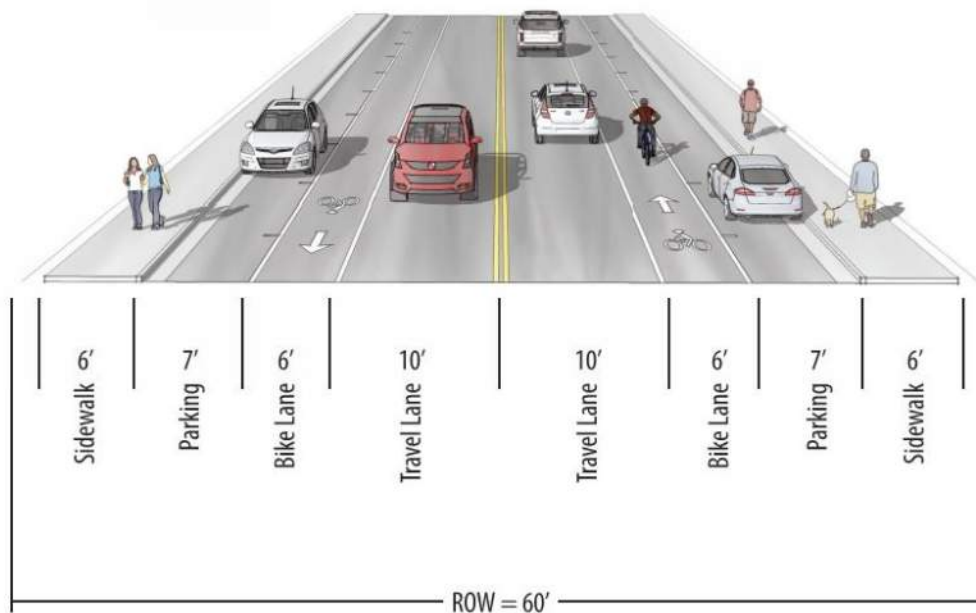 6’ 7’ 6’ 10’ 10’ 6’ 7’ 6’
Sidewalk Parking Bike Lane Travel Lane Travel Lane Bike Lane Parking Sidewalk
ROW = 60’